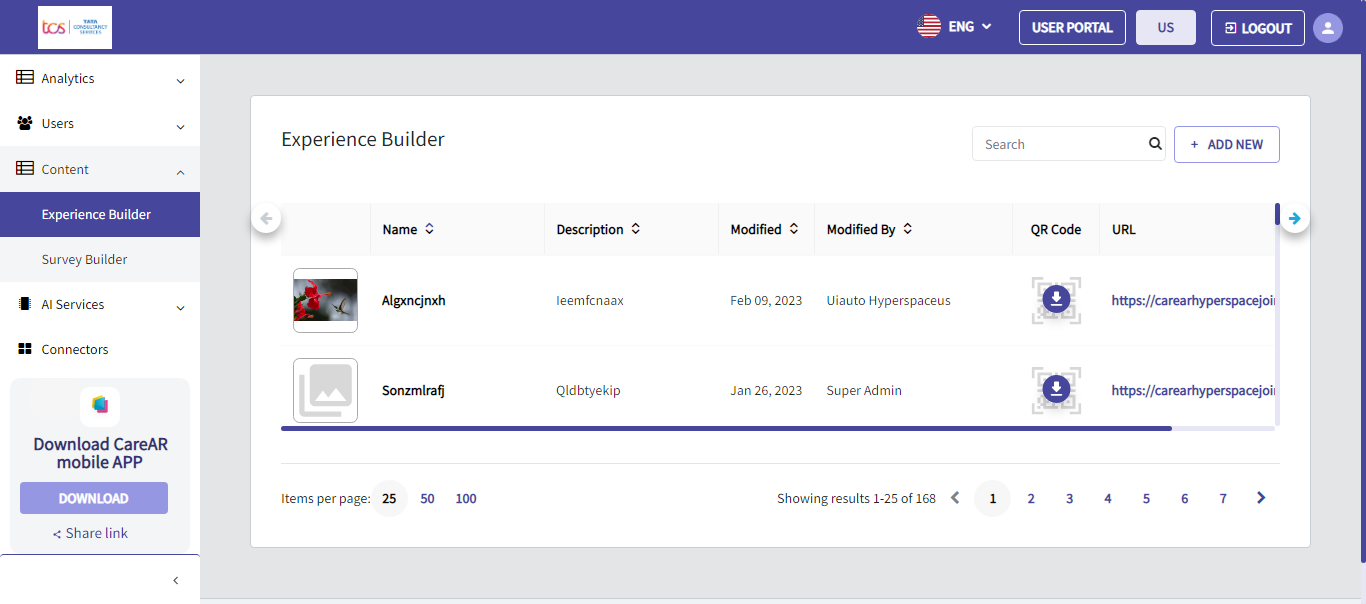 tcs TATA CONSULTANCY SERVICES
ENG
USER PORTAL
US
LOGOUT
Analytics
Users
Content
Experience Builder
Survey Builder
AI Services
Connectors
Download CareAR
mobile APP
DOWNLOAD
Share link
Experience Builder
Search
+ ADD NEW
Name Description Modified Modified By QR Code URL
Algxncjnxh Ieemfcnaax Feb 09, 2023 Uiauto Hyperspaceus https://carearhyperspacejoi
Sonzmlrafj Qldbtyekip Jan 26, 2023 Super Admin https://carearhyperspacejoi
Items per page: 25 50 100 Showing results 1-25 of 168 1 2 3 4 5 6 7